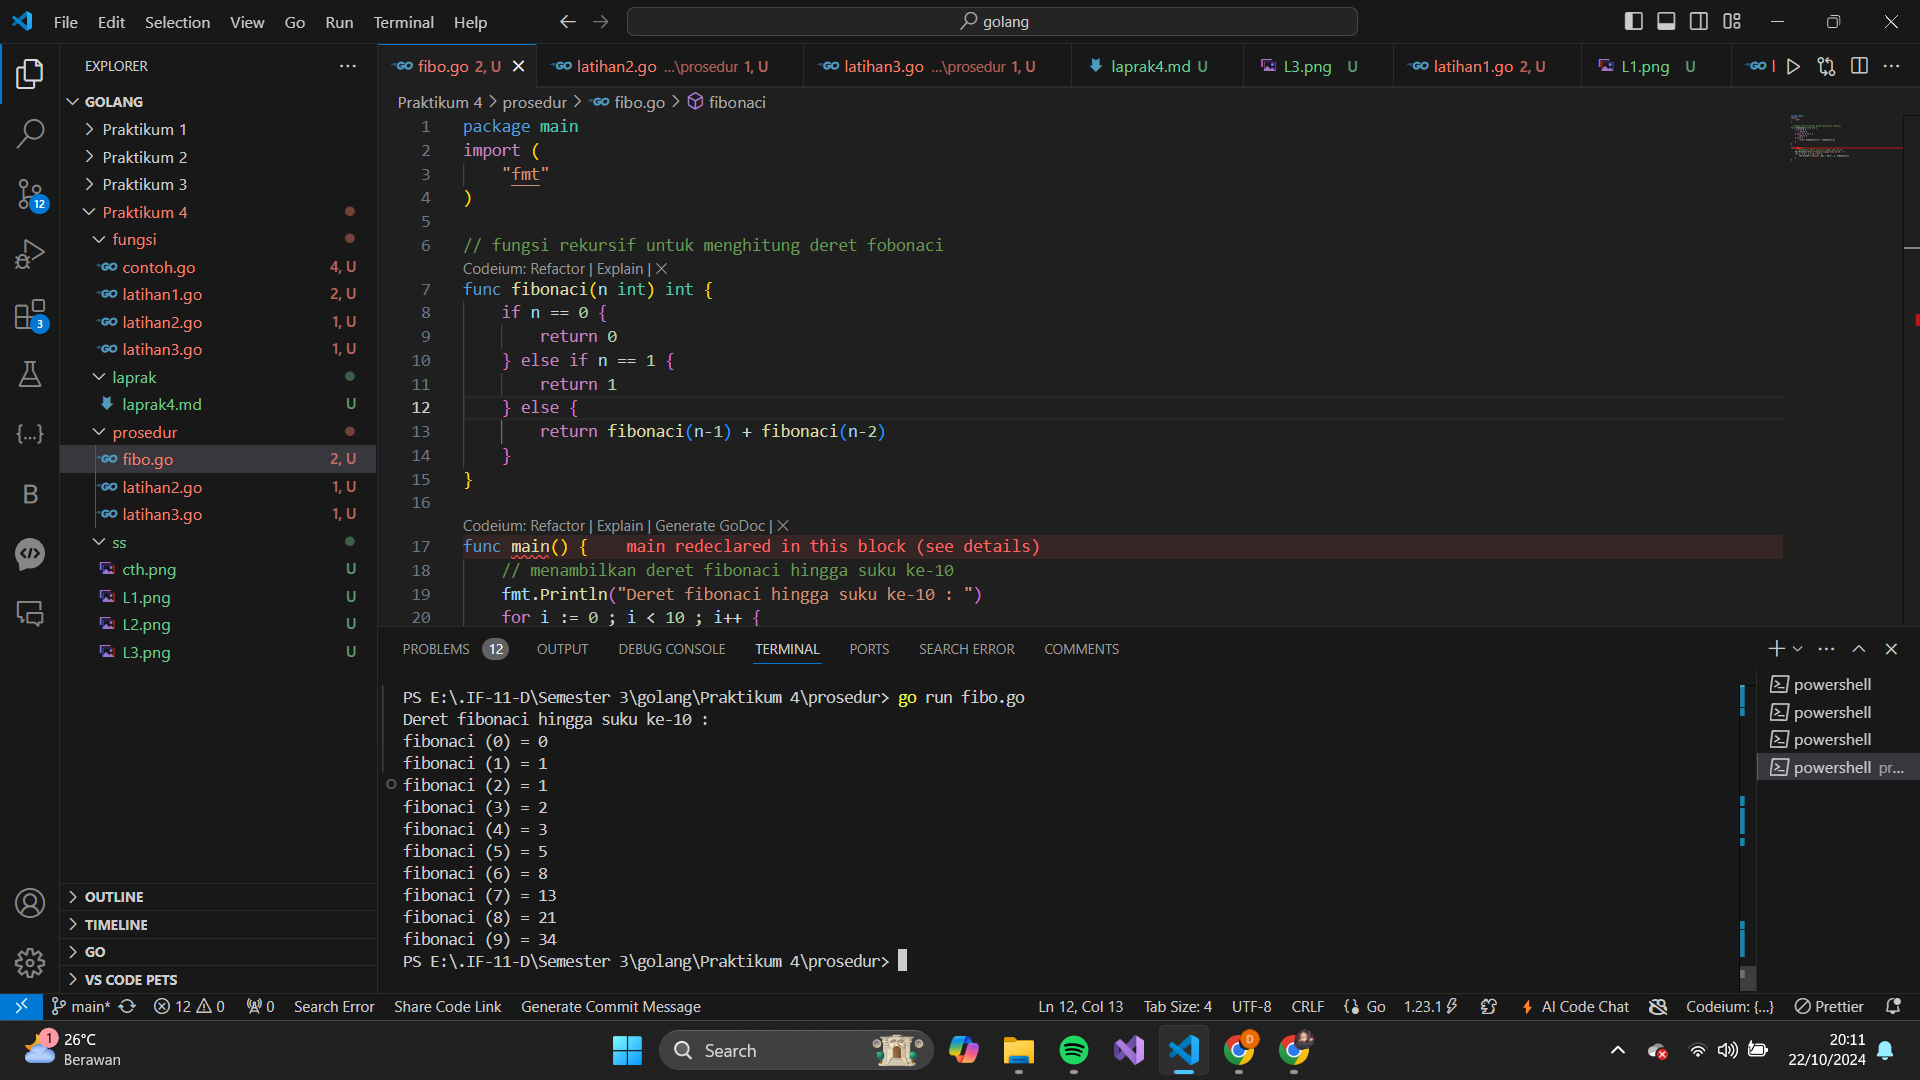 File Edit Selection View Go Run Terminal Help
golang
EXPLORER
GOLANG
Praktikum 1
Praktikum 2
Praktikum 3
Praktikum 4
fungsi
contoh.go 4, U
latihan1.go 2, U
latihan2.go 1, U
latihan3.go 1, U
laprak
laprak4.md U
prosedur
fibo.go 2, U
latihan2.go 1, U
latihan3.go 1, U
ss
cth.png U
L1.png U
L2.png U
L3.png U
OUTLINE
TIMELINE
GO
VS CODE PETS
12
3
B
fibo.go 2, U latihan2.go ...\prosedur 1, U latihan3.go ...\prosedur 1, U laprak4.md U L3.png U latihan1.go 2, U L1.png U
Praktikum 4 > prosedur > fibo.go > fibonaci
1 package main
2 import (
3 "fmt"
4 )
5
6 // fungsi rekursif untuk menghitung deret fobonaci
Codeium: Refactor | Explain | X
7 func fibonaci(n int) int {
8 if n == 0 {
9 return 0
10 } else if n == 1 {
11 return 1
12 } else {
13 return fibonaci(n-1) + fibonaci(n-2)
14 }
15 }
16
Codeium: Refactor | Explain | Generate GoDoc | X
17 func main() { main redeclared in this block (see details)
18 // menambilkan deret fibonaci hingga suku ke-10
19 fmt.Println("Deret fibonaci hingga suku ke-10 : ")
20 for i := 0 ; i < 10 ; i++ {
PROBLEMS 12 OUTPUT DEBUG CONSOLE TERMINAL PORTS SEARCH ERROR COMMENTS
PS E:\.IF-11-D\Semester 3\golang\Praktikum 4\prosedur> go run fibo.go
Deret fibonaci hingga suku ke-10 :
fibonaci (0) = 0
fibonaci (1) = 1
fibonaci (2) = 1
fibonaci (3) = 2
fibonaci (4) = 3
fibonaci (5) = 5
fibonaci (6) = 8
fibonaci (7) = 13
fibonaci (8) = 21
fibonaci (9) = 34
PS E:\.IF-11-D\Semester 3\golang\Praktikum 4\prosedur>
powershell
powershell
powershell
powershell pr...
main* 12 0 0 Search Error Share Code Link Generate Commit Message Ln 12, Col 13 Tab Size: 4 UTF-8 CRLF Go 1.23.1 AI Code Chat Codeium: {...} Prettier
1
26°C
Berawan
Search
D
20:11
22/10/2024